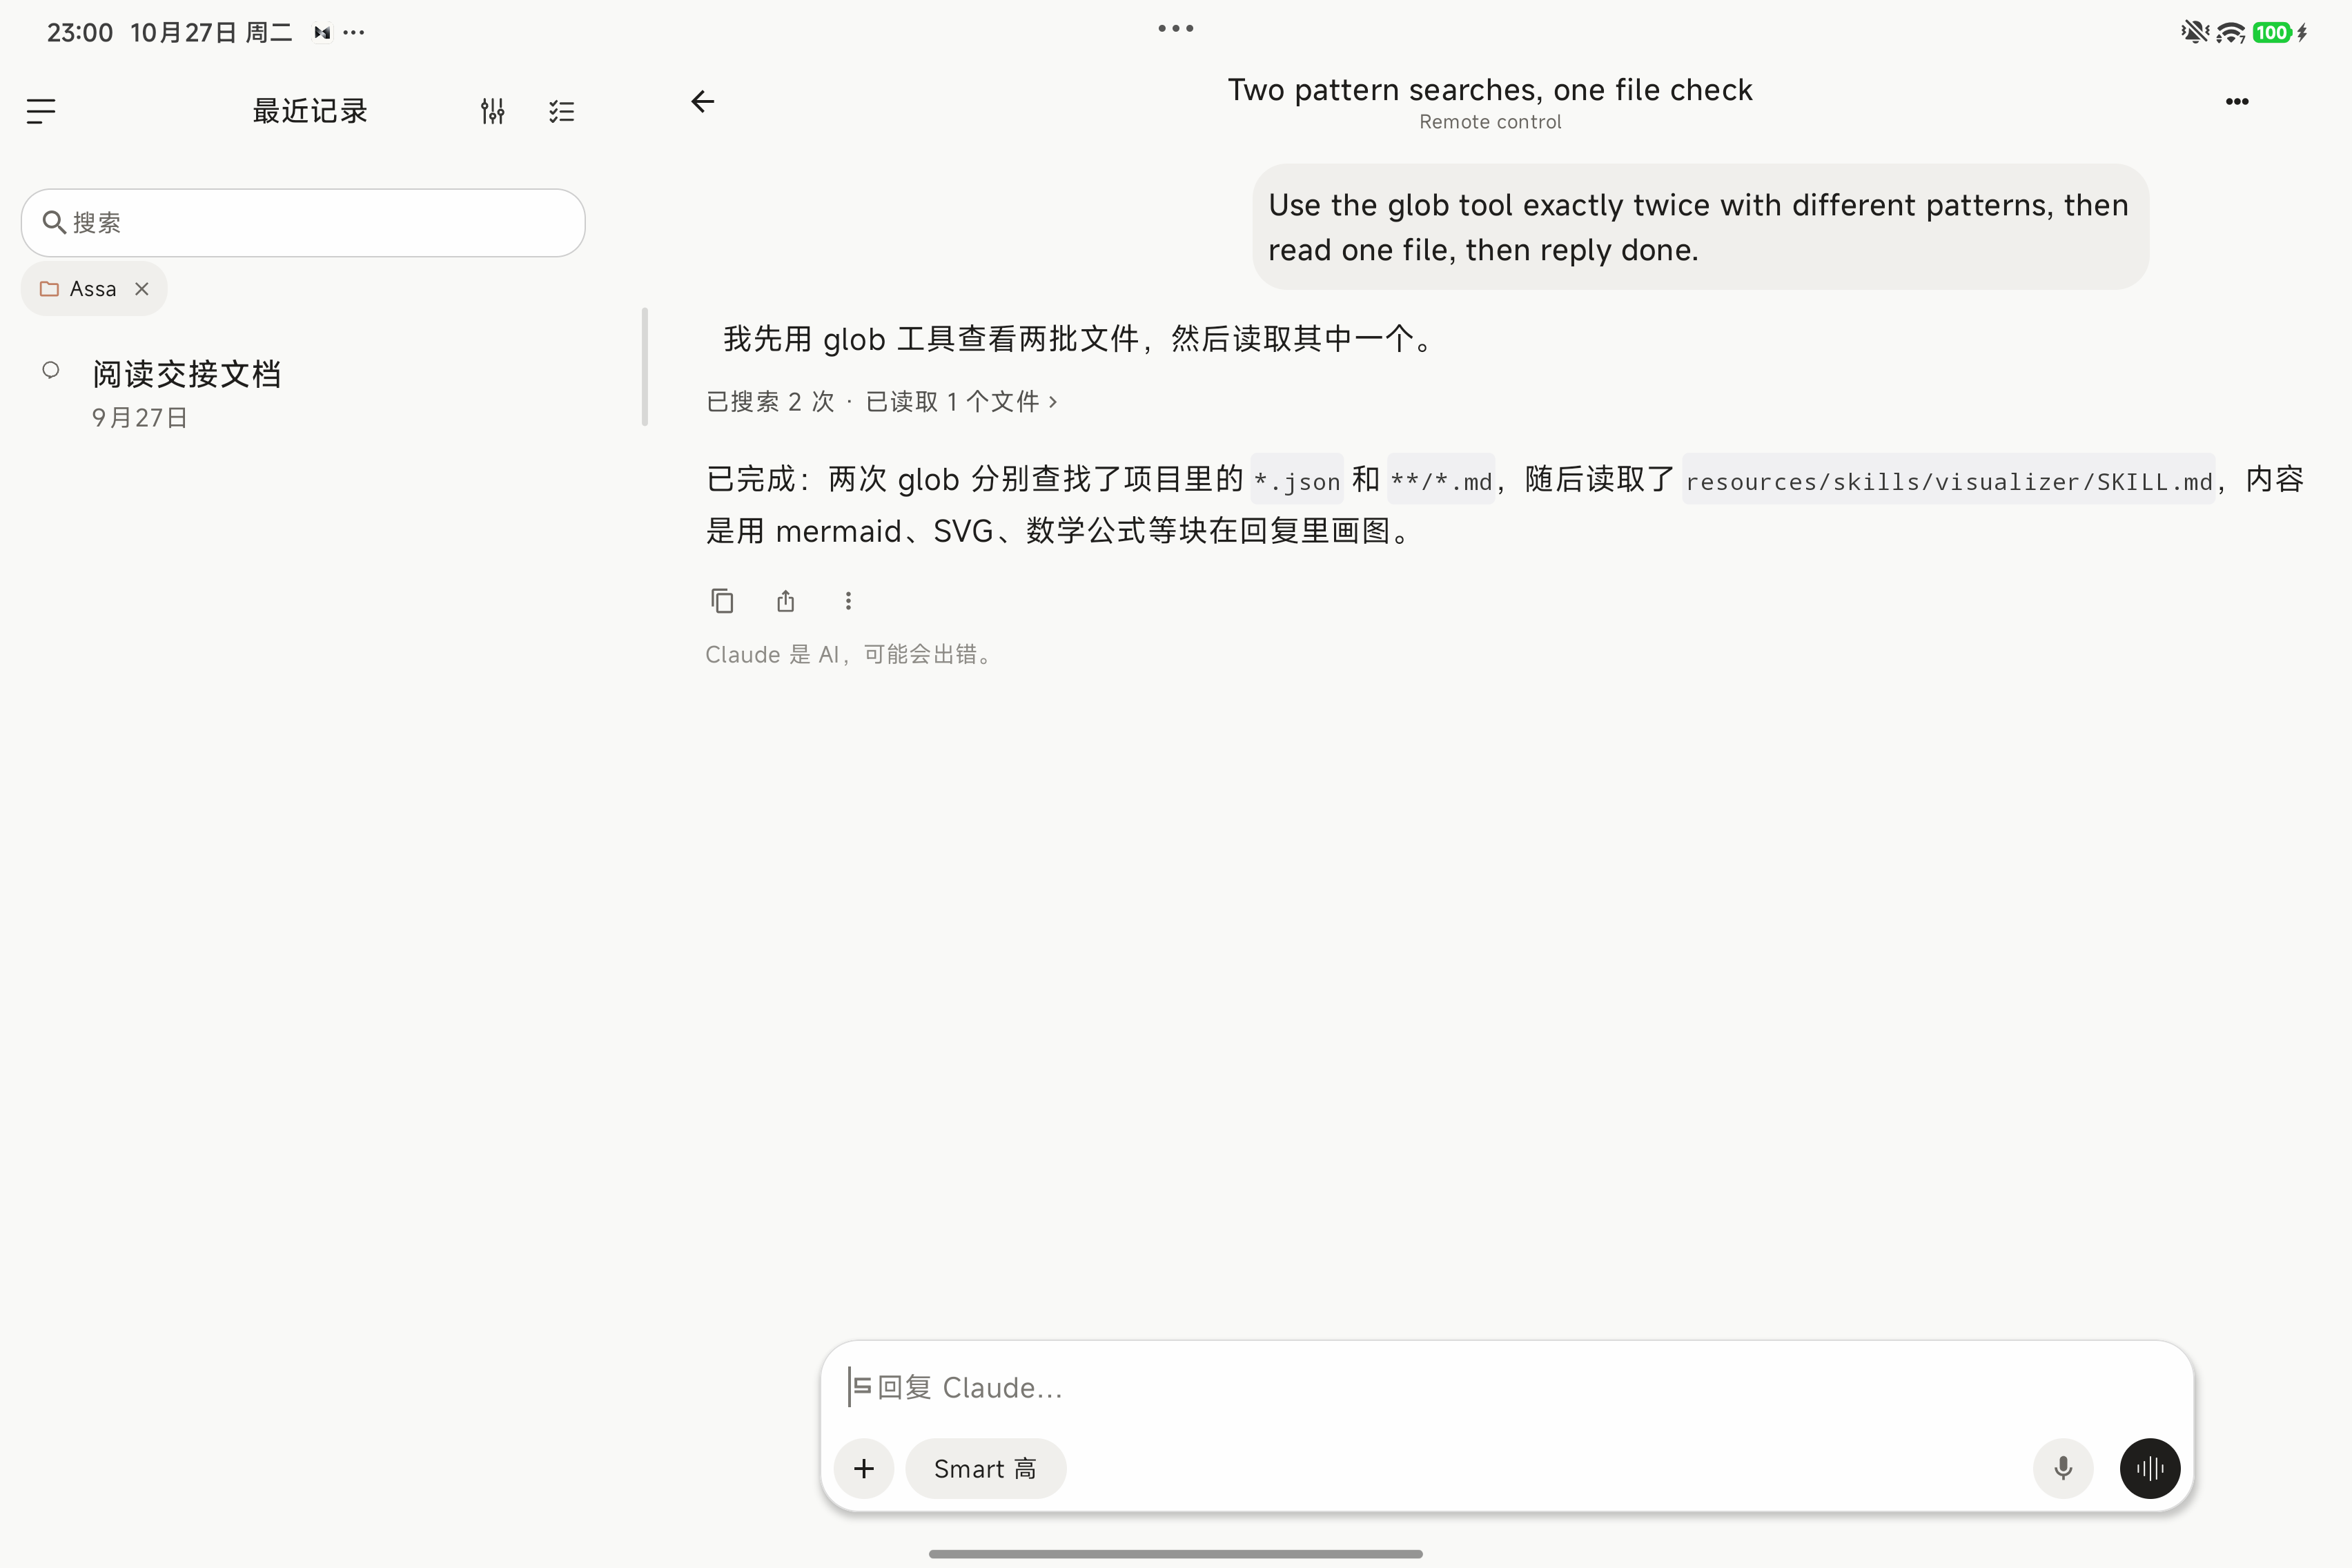 23:00 10月27日 周二
100
最近记录
搜索
Assa
阅读交接文档
9月27日
Two pattern searches, one file check
Remote control
Use the glob tool exactly twice with different patterns, then
read one file, then reply done.
我先用 glob 工具查看两批文件，然后读取其中一个。
已搜索 2 次 · 已读取 1 个文件
已完成：两次 glob 分别查找了项目里的 *.json 和 **/*.md，随后读取了 resources/skills/visualizer/SKILL.md，内容
是用 mermaid、SVG、数学公式等块在回复里画图。
Claude 是 AI，可能会出错。
回复 Claude...
Smart 高